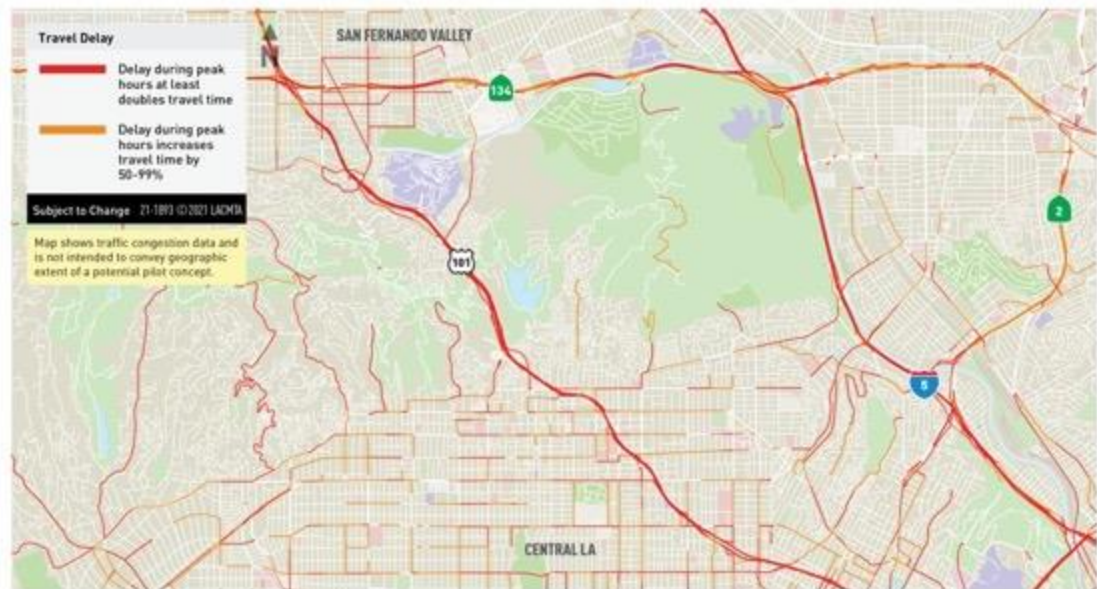 Travel Delay
Delay during peak
hours at least
doubles travel time
Delay during peak
hours increases
travel time by
50-99%
Subject to Change 21-1893 ©2021 LACMTA
Map shows traffic congestion data and
is not intended to convey geographic
extent of a potential pilot concept.
N
SAN FERNANDO VALLEY
134
2
101
5
CENTRAL LA